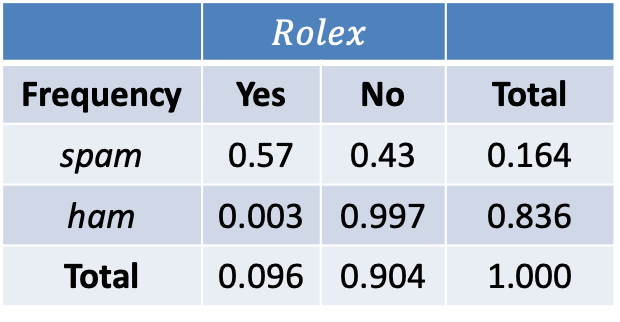 Rolex
Frequency Yes No Total
spam 0.57 0.43 0.164
ham 0.003 0.997 0.836
Total 0.096 0.904 1.000